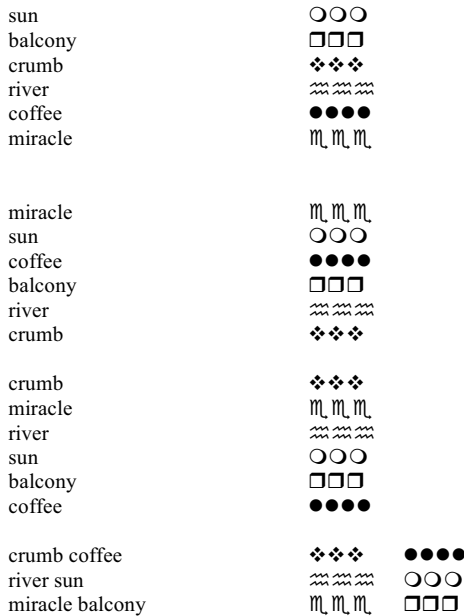 sun ❍❍❍
balcony ❒❒❒
crumb ❖❖❖
river ♒♒♒
coffee ●●●●
miracle ♏♏♏
miracle ♏♏♏
sun ❍❍❍
coffee ●●●●
balcony ❒❒❒
river ♒♒♒
crumb ❖❖❖
crumb ❖❖❖
miracle ♏♏♏
river ♒♒♒
sun ❍❍❍
balcony ❒❒❒
coffee ●●●●
crumb coffee ❖❖❖ ●●●●
river sun ♒♒♒ ❍❍❍
miracle balcony ♏♏♏ ❒❒❒